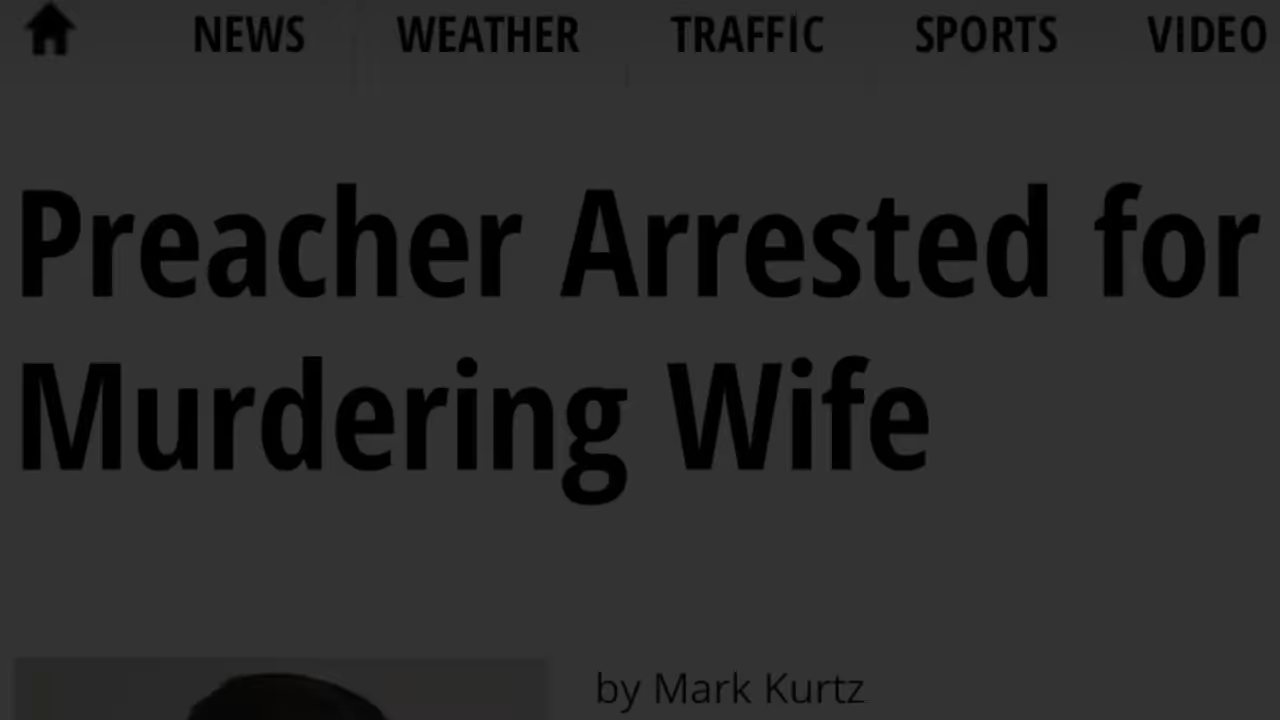 NEWS WEATHER TRAFFIC SPORTS VIDEO
Preacher Arrested for
Murdering Wife
by Mark Kurtz